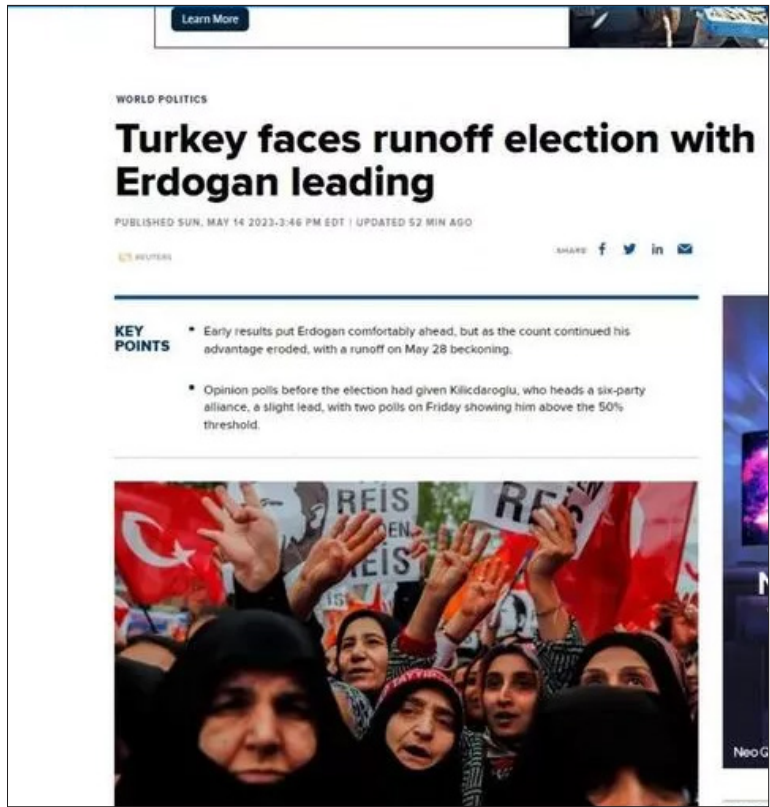 Learn More
WORLD POLITICS
Turkey faces runoff election with
Erdogan leading
PUBLISHED SUN, MAY 14 2023·3:46 PM EDT | UPDATED 52 MIN AGO
REUTERS
SHARE
KEY
POINTS
• Early results put Erdogan comfortably ahead, but as the count continued his
advantage eroded, with a runoff on May 28 beckoning.
• Opinion polls before the election had given Kilicdaroglu, who heads a six-party
alliance, a slight lead, with two polls on Friday showing him above the 50%
threshold.
REİS
REİS
Neo G